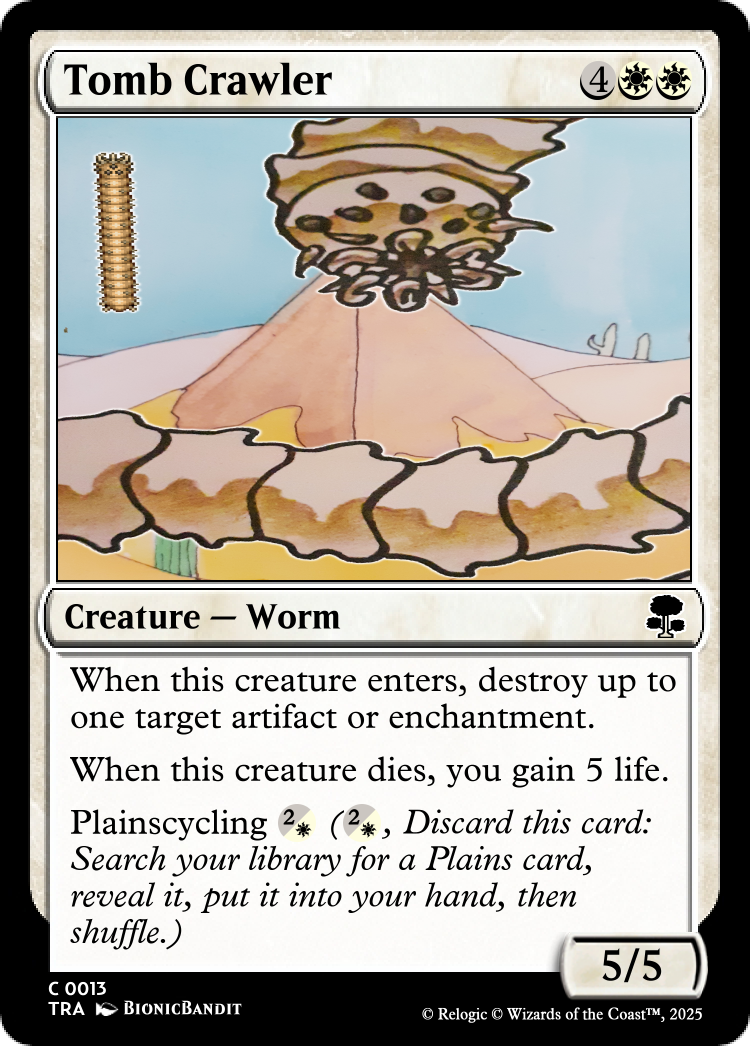 Tomb Crawler 4
Creature — Worm
When this creature enters, destroy up to
one target artifact or enchantment.
When this creature dies, you gain 5 life.
Plainscycling 2 (2, Discard this card:
Search your library for a Plains card,
reveal it, put it into your hand, then
shuffle.)
5/5
C 0013
TRA BionicBandit
© Relogic © Wizards of the Coast™, 2025